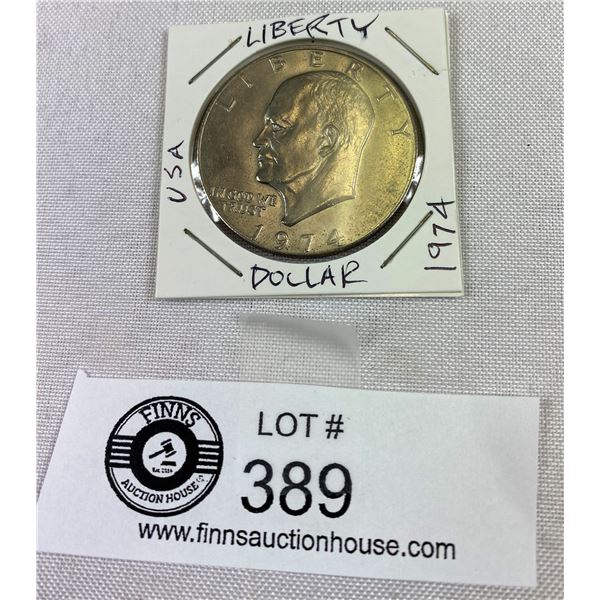 LIBERTY
USA
LIBERTY
IN GOD WE
TRUST
1974
1974
DOLLAR
FINNS
Est. 2019
AUCTION HOUSE
LOT #
389
www.finnsauctionhouse.com